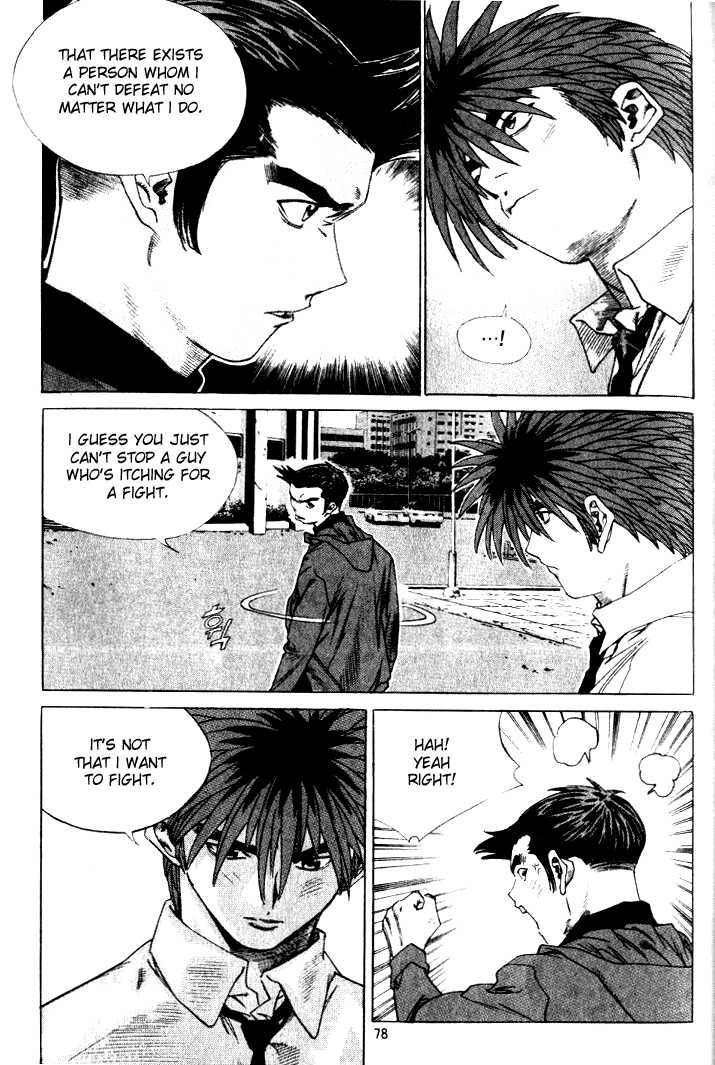 THAT THERE EXISTS
A PERSON WHOM I
CAN'T DEFEAT NO
MATTER WHAT I DO.
...!
I GUESS YOU JUST
CAN'T STOP A GUY
WHO'S ITCHING FOR
A FIGHT.
IT'S NOT
THAT I WANT
TO FIGHT.
HAH!
YEAH
RIGHT!
78